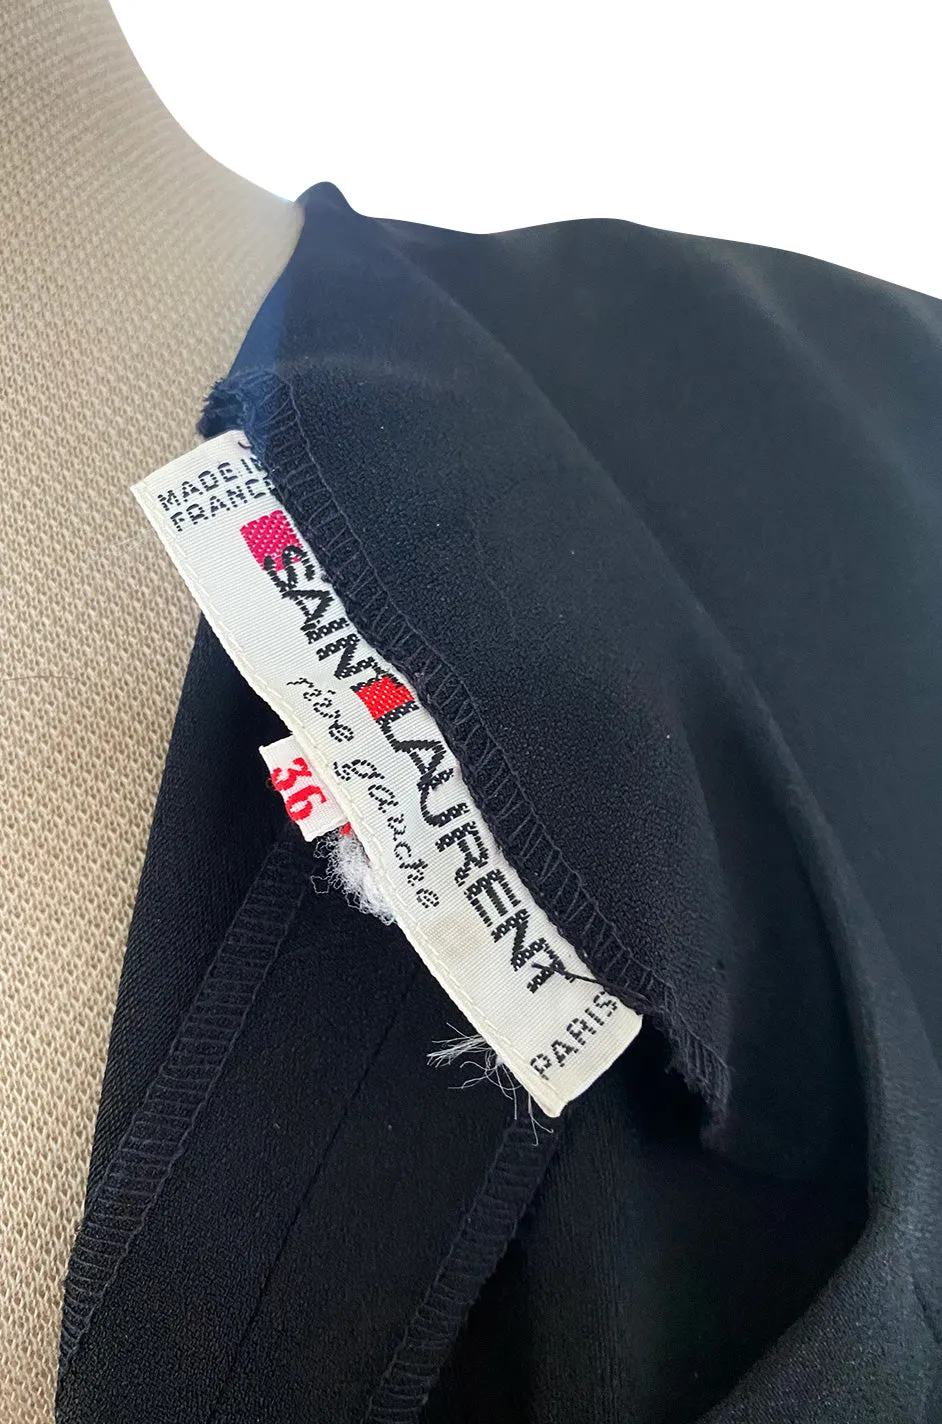 MADE IN
FRANCE
SAINT LAURENT
rive gauche
PARIS
36